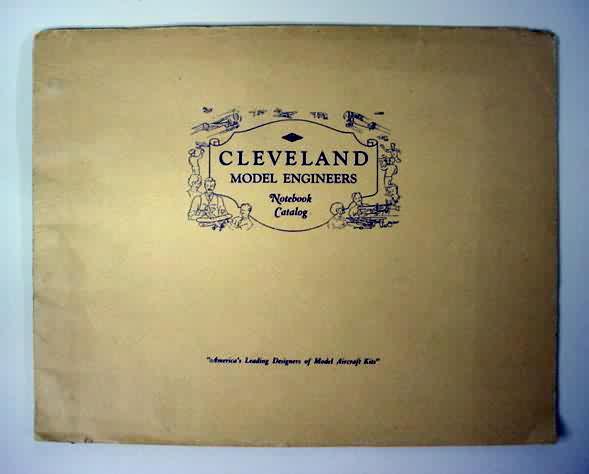 CLEVELAND
MODEL ENGINEERS
Notebook
Catalog
"America's Leading Designers of Model Aircraft Kits"